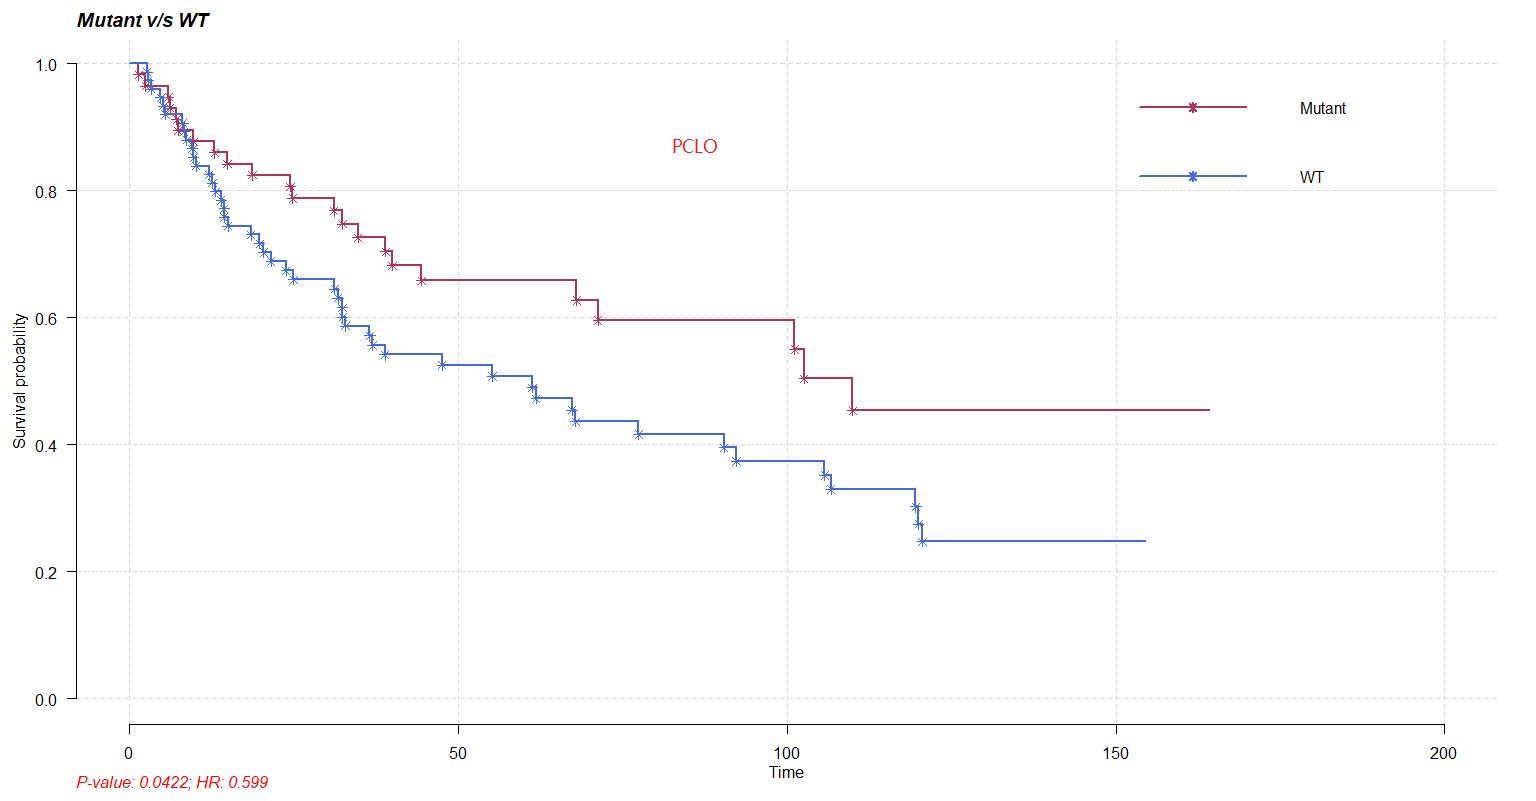 Mutant v/s WT
1.0
0.8
0.6
0.4
0.2
0.0
Survival probability
PCLO
Mutant
WT
0 50 100 150 200
Time
P-value: 0.0422; HR: 0.599